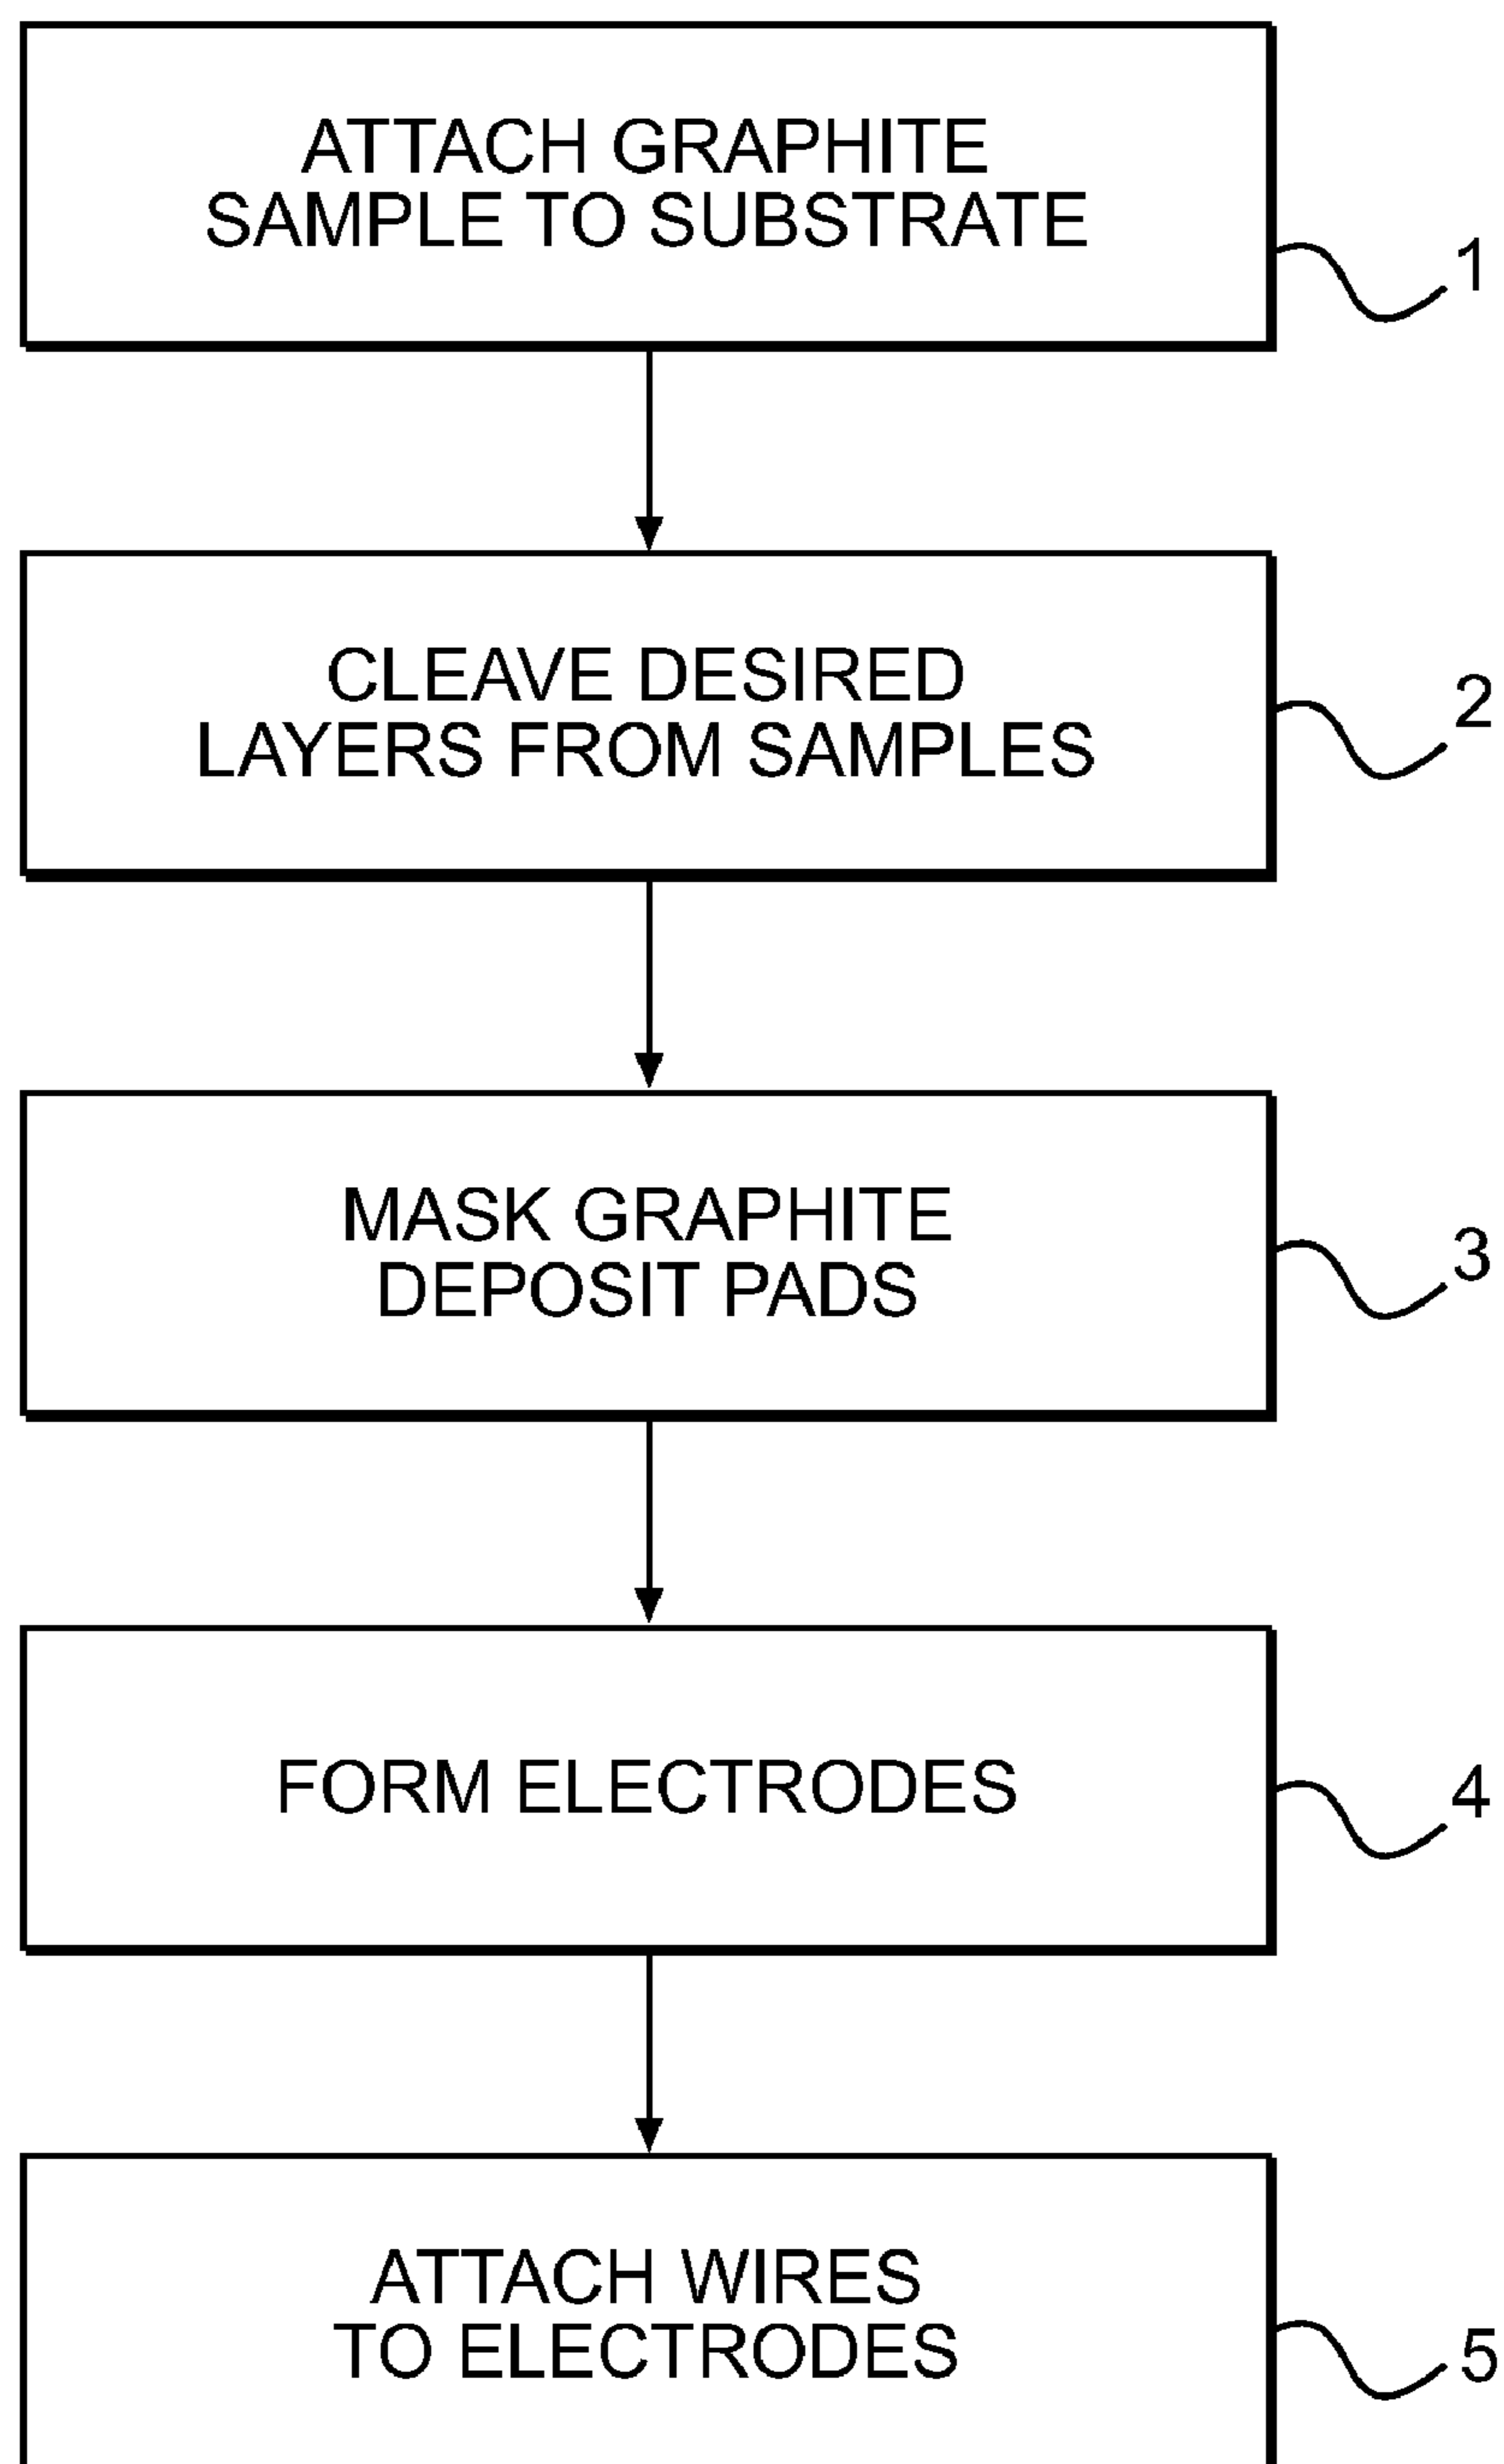 ATTACH GRAPHITE
SAMPLE TO SUBSTRATE
1
CLEAVE DESIRED
LAYERS FROM SAMPLES
2
MASK GRAPHITE
DEPOSIT PADS
3
FORM ELECTRODES
4
ATTACH WIRES
TO ELECTRODES
5